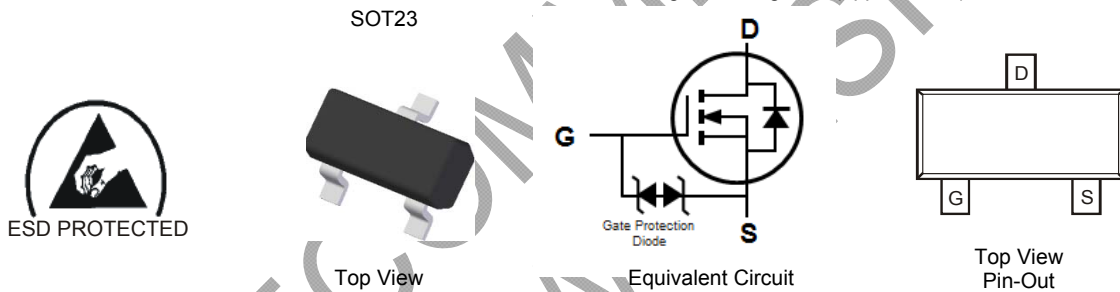 SOT23
ESD PROTECTED
Top View
D
G
S
Gate Protection
Diode
Equivalent Circuit
D
G
S
Top View
Pin-Out